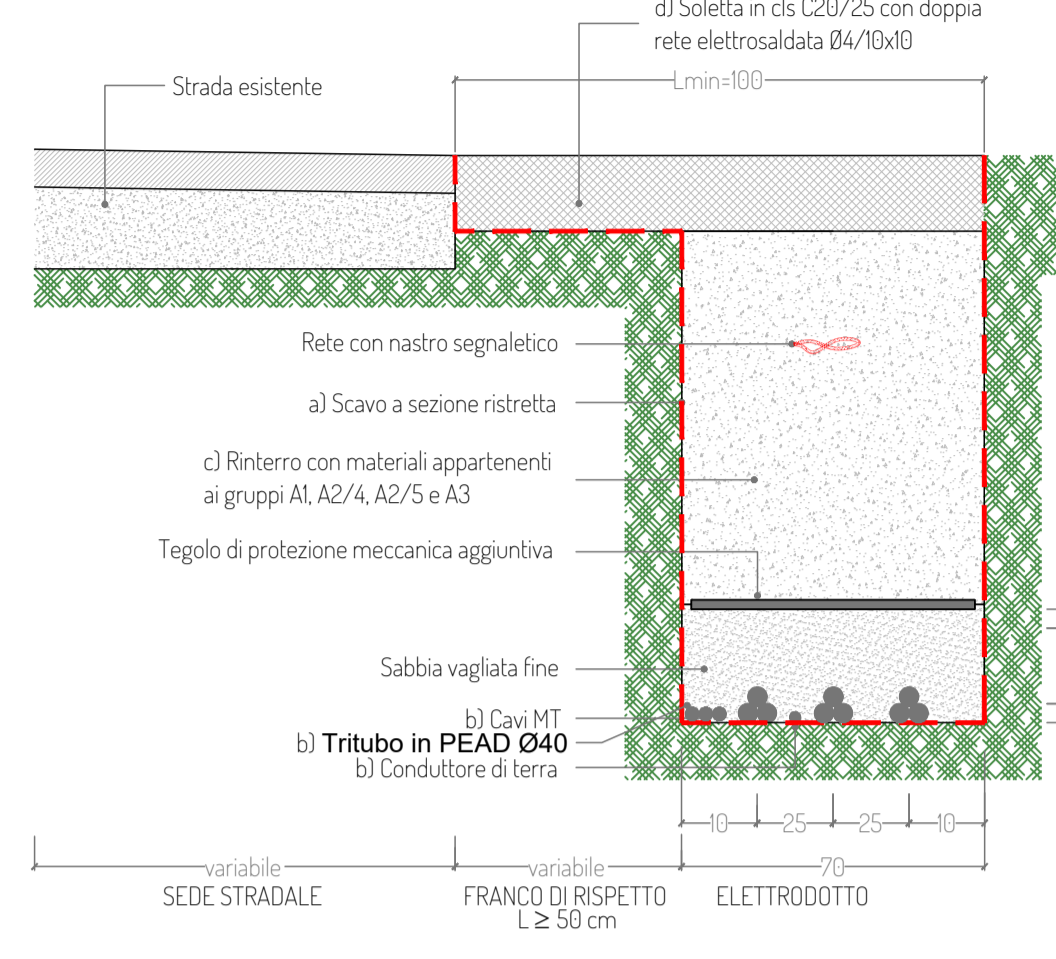 d) Soletta in cls C20/25 con doppia
rete elettrosaldata Ø4/10x10
Strada esistente
Lmin=100
Rete con nastro segnaletico
a) Scavo a sezione ristretta
c) Rinterro con materiali appartenenti
ai gruppi A1, A2/4, A2/5 e A3
Tegolo di protezione meccanica aggiuntiva
Sabbia vagliata fine
b) Cavi MT
b) Tritubo in PEAD Ø40
b) Conduttore di terra
10 25 25 10
variabile variabile 70
SEDE STRADALE FRANCO DI RISPETTO ELETTRODOTTO
L ≥ 50 cm